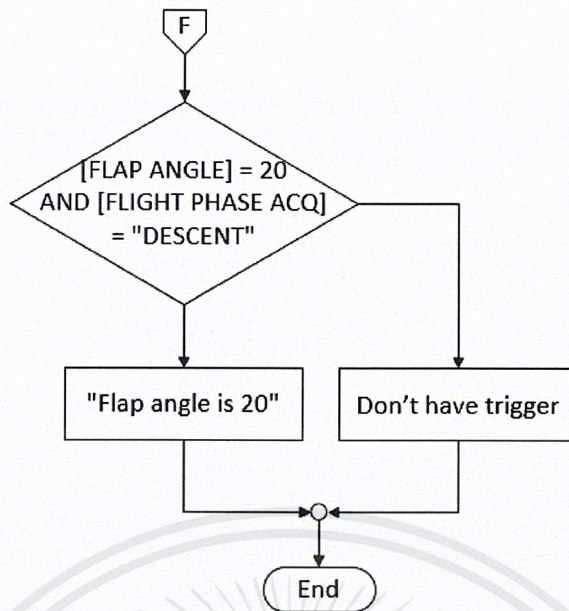 F
[FLAP ANGLE] = 20
AND [FLIGHT PHASE ACQ]
= "DESCENT"
"Flap angle is 20"
Don't have trigger
End